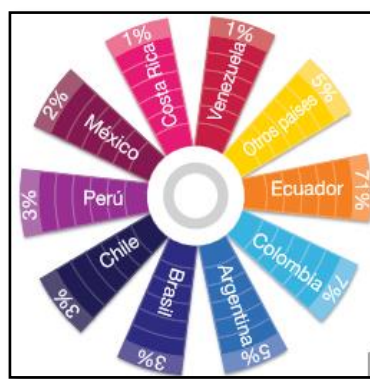 1%
Costa Rica
1%
Venezuela
5%
Otros países
71%
Ecuador
7%
Colombia
5%
Argentina
3%
Brasil
3%
Chile
3%
Perú
2%
México